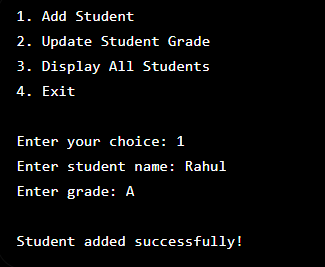 1. Add Student
2. Update Student Grade
3. Display All Students
4. Exit
Enter your choice: 1
Enter student name: Rahul
Enter grade: A
Student added successfully!